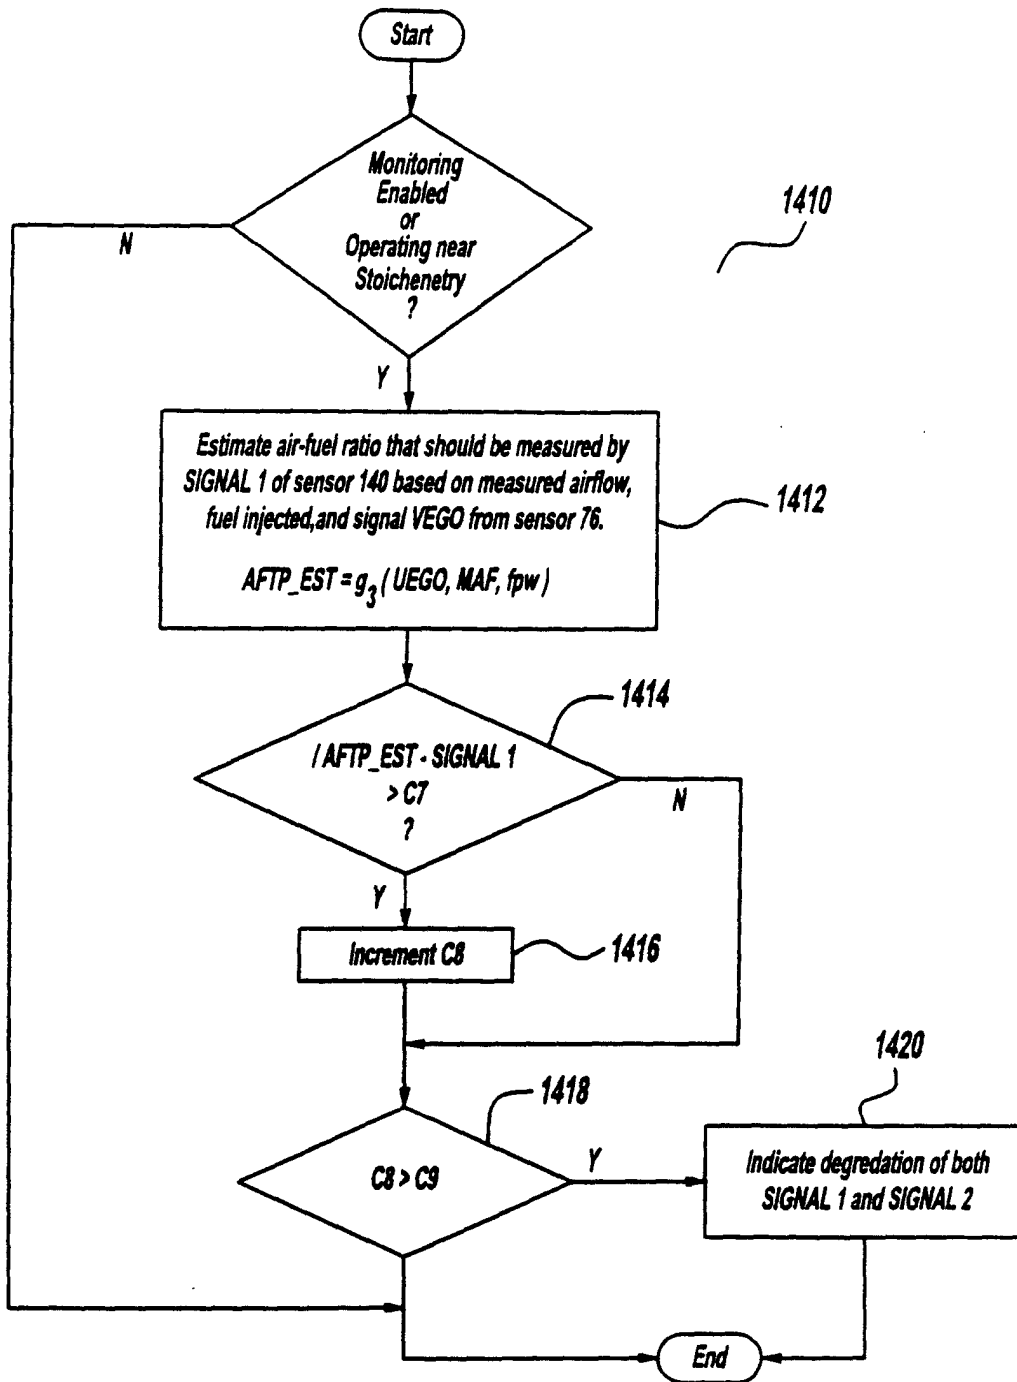 Start
Monitoring
Enabled
or
Operating near
Stoichenetry
?
1410
N
Y
Estimate air-fuel ratio that should be measured by
SIGNAL 1 of sensor 140 based on measured airflow,
fuel injected,and signal VEGO from sensor 76.
AFTP_EST = g3 ( UEGO, MAF, fpw )
1412
1414
/ AFTP_EST - SIGNAL 1
> C7
?
N
Y
Increment C8
1416
1420
1418
C8 > C9
Y
Indicate degredation of both
SIGNAL 1 and SIGNAL 2
End